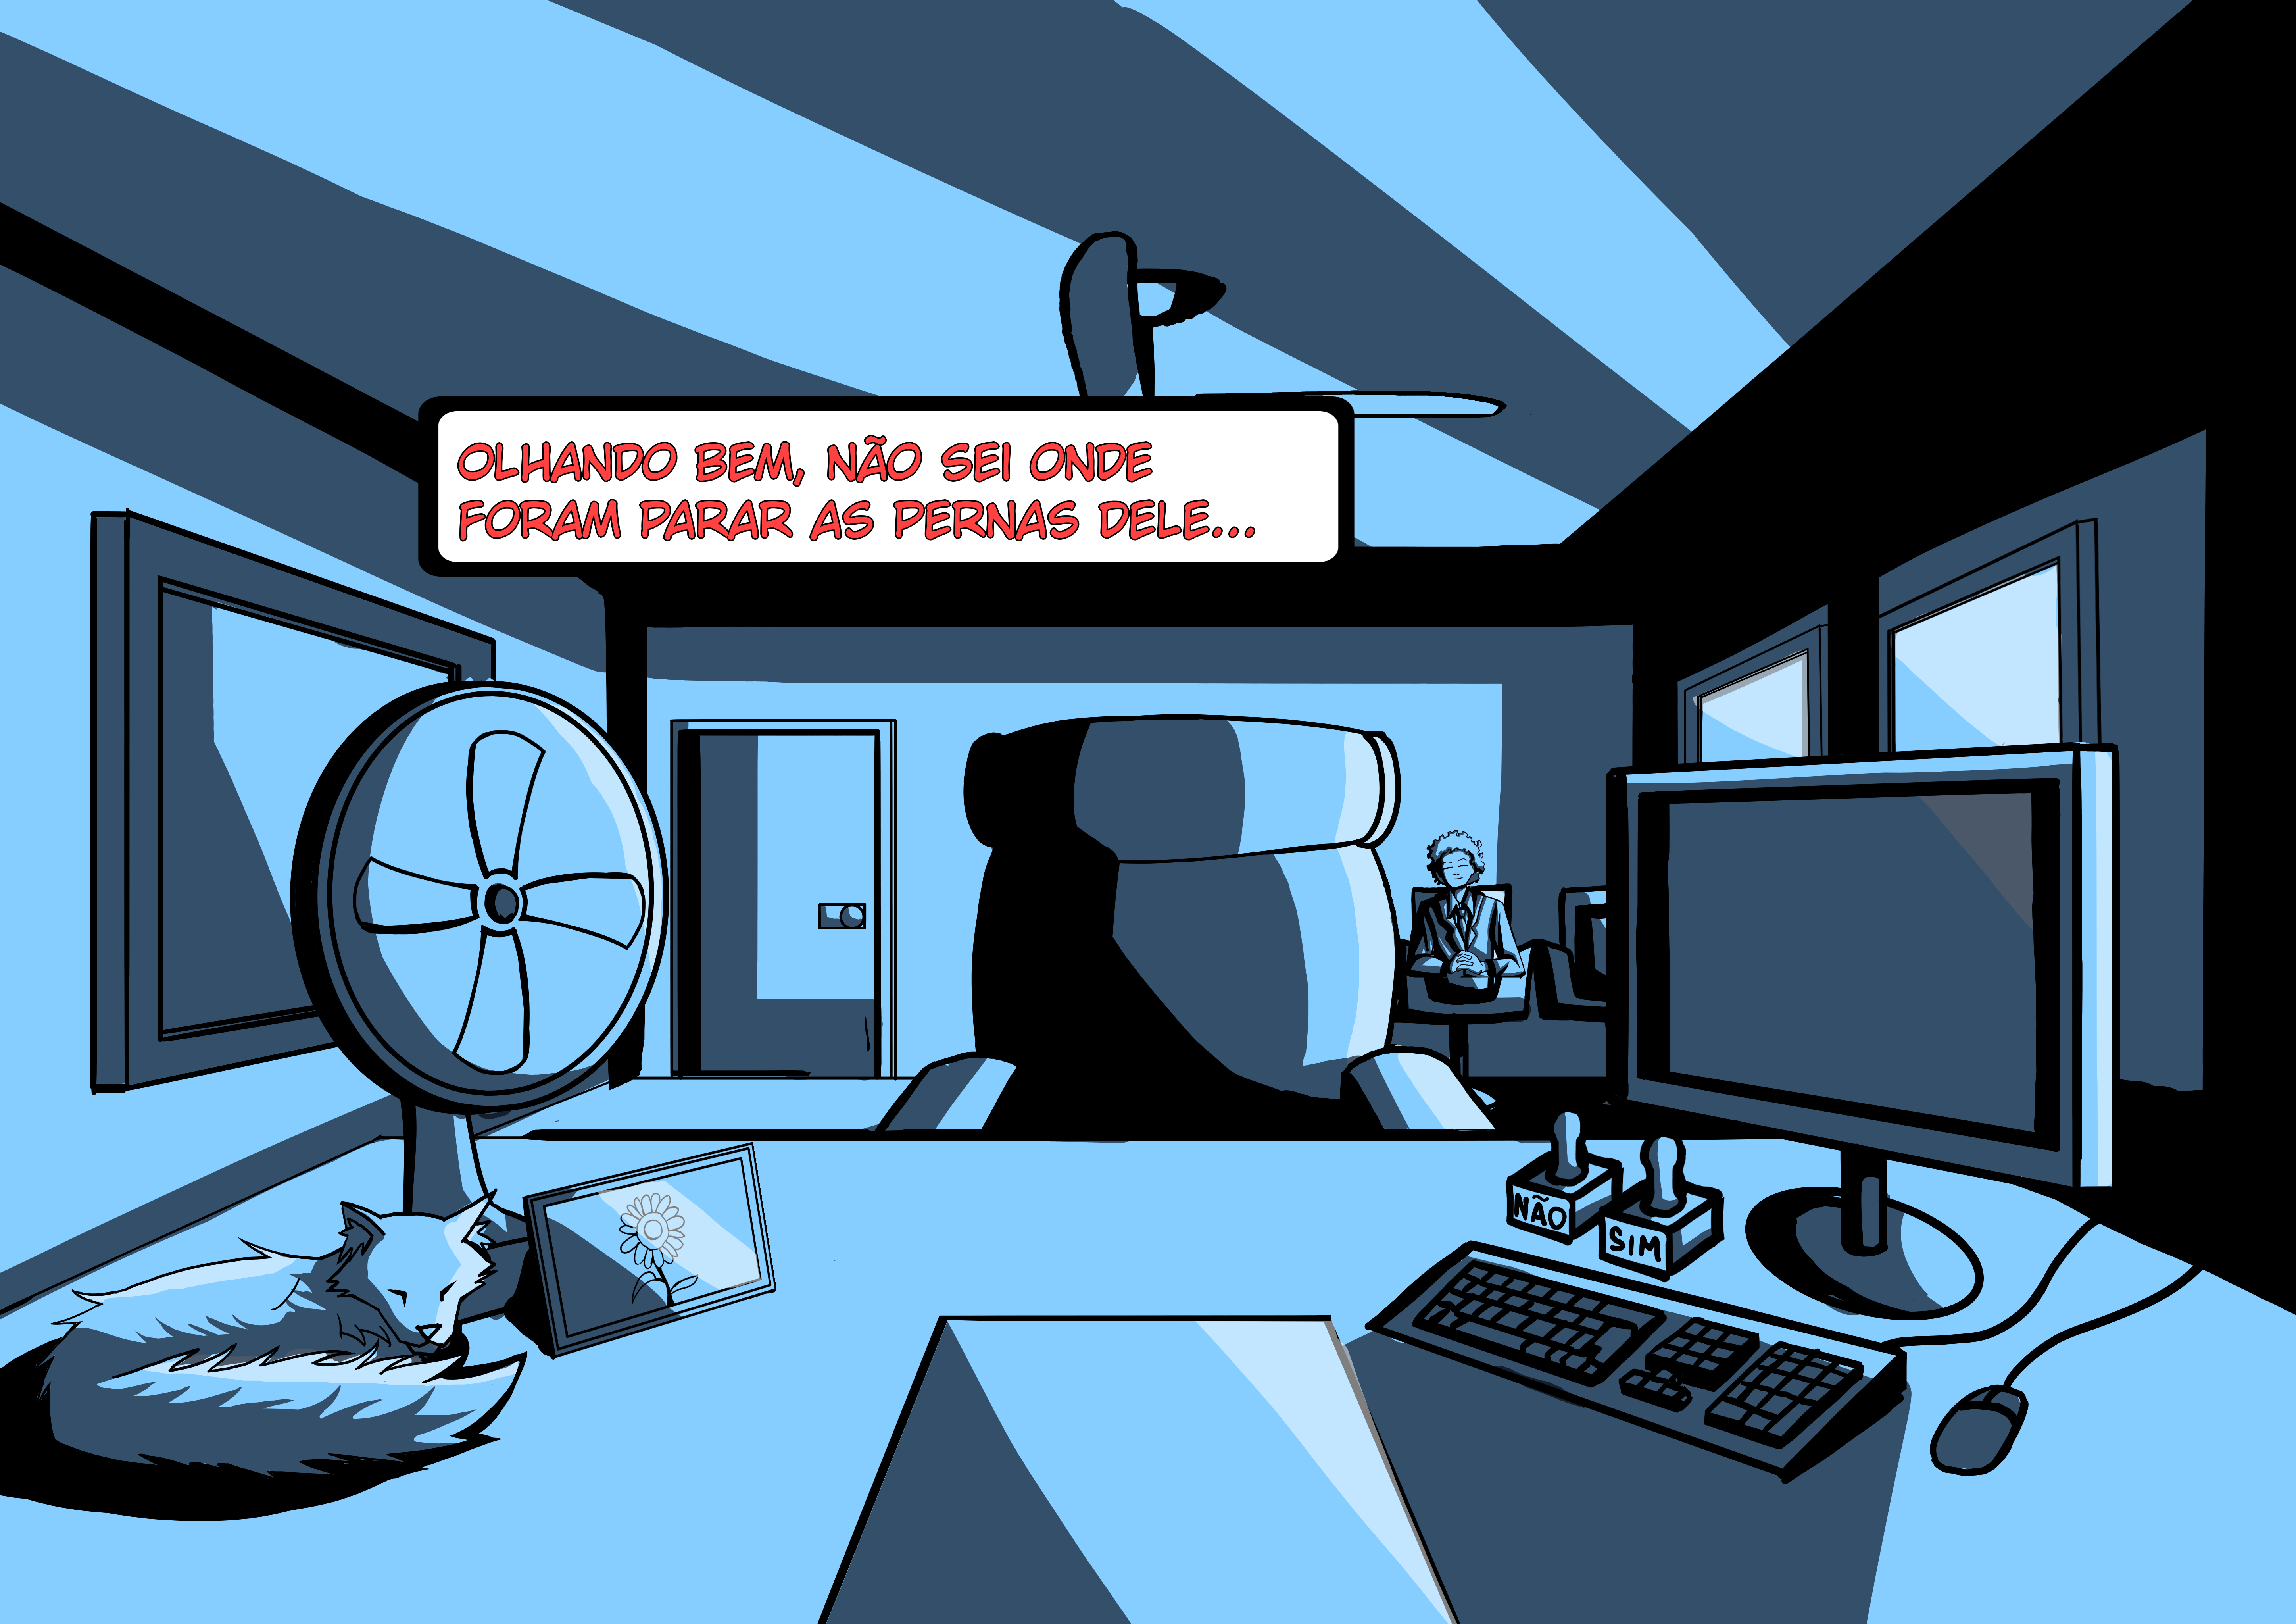 OLHANDO BEM, NÃO SEI ONDE
FORAM PARAR AS PERNAS DELE...
NÃO
SIM